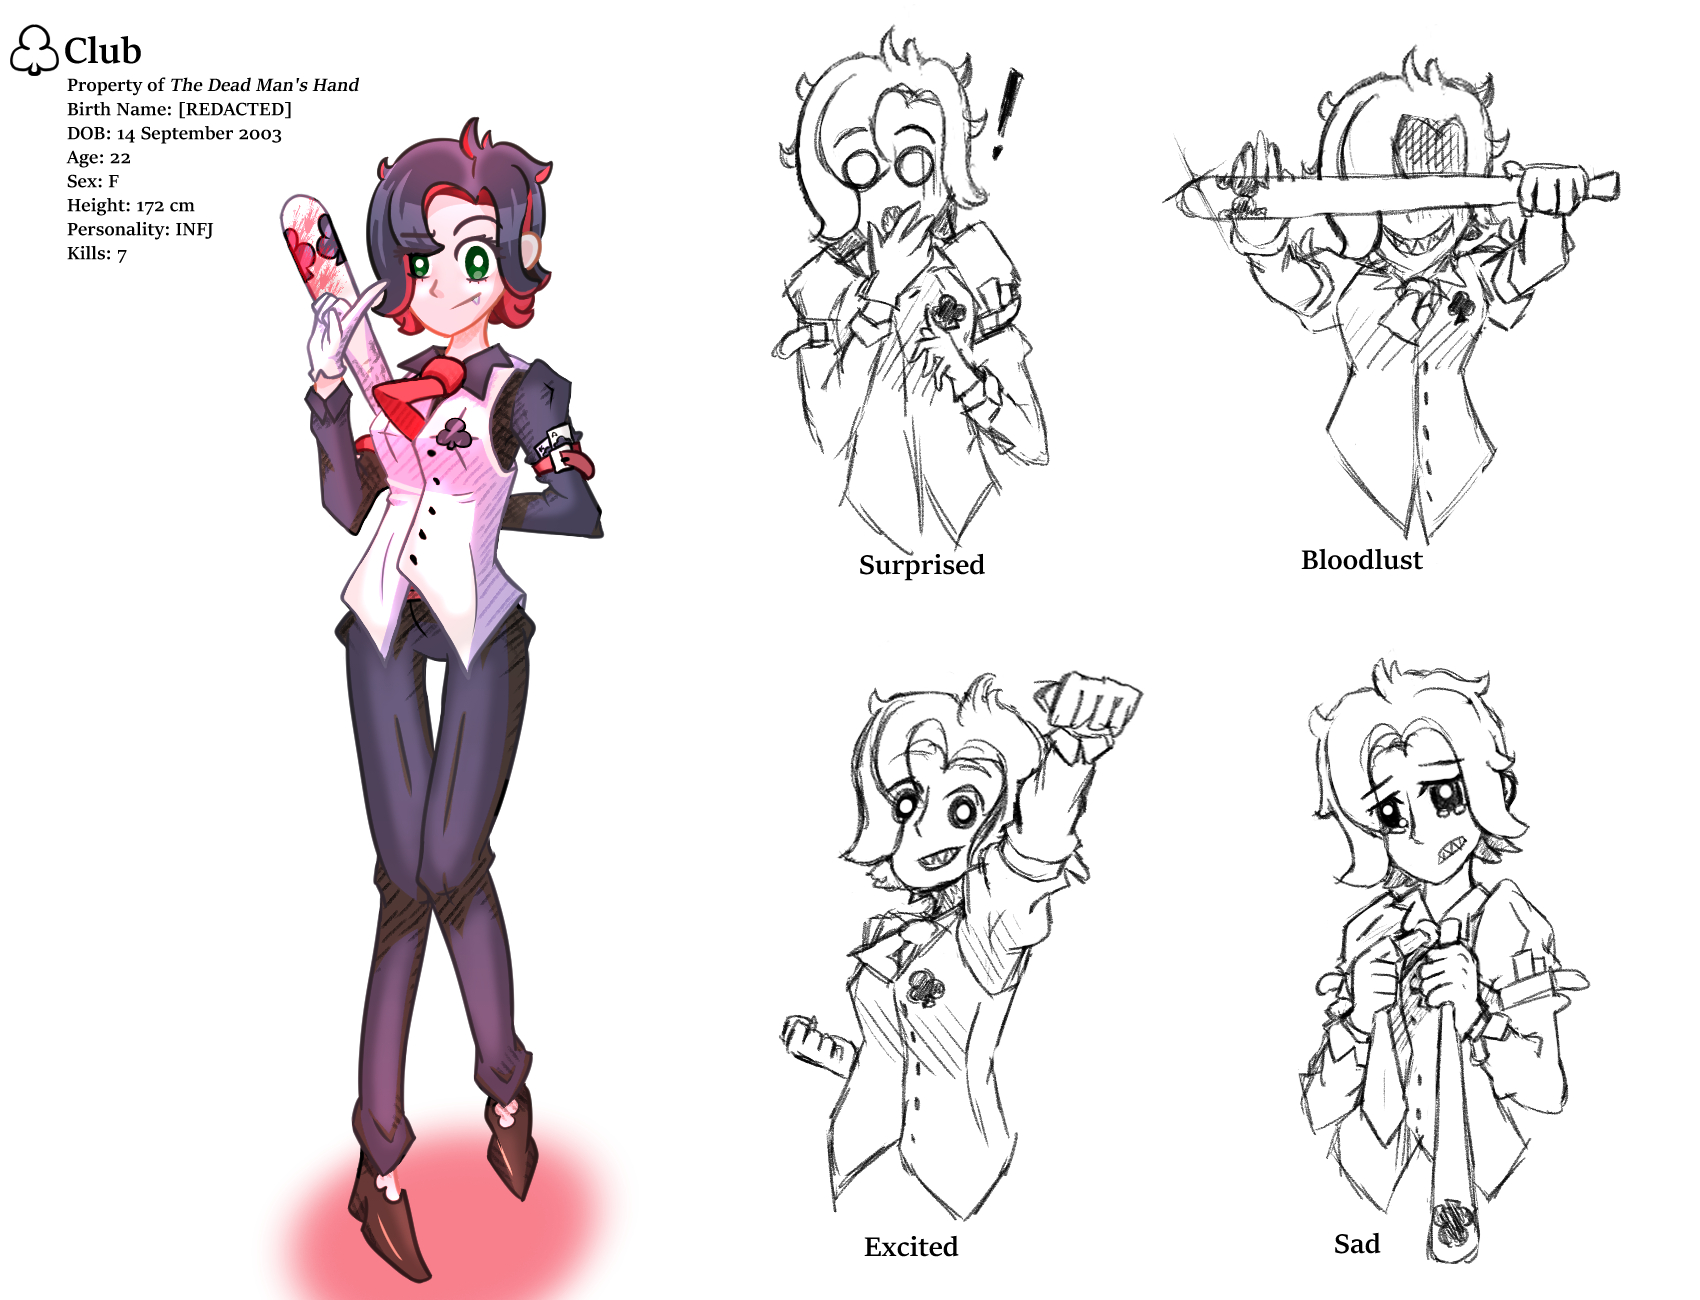 Club
Property of The Dead Man's Hand
Birth Name: [REDACTED]
DOB: 14 September 2003
Age: 22
Sex: F
Height: 172 cm
Personality: INFJ
Kills: 7
!
Surprised
Bloodlust
Excited
Sad